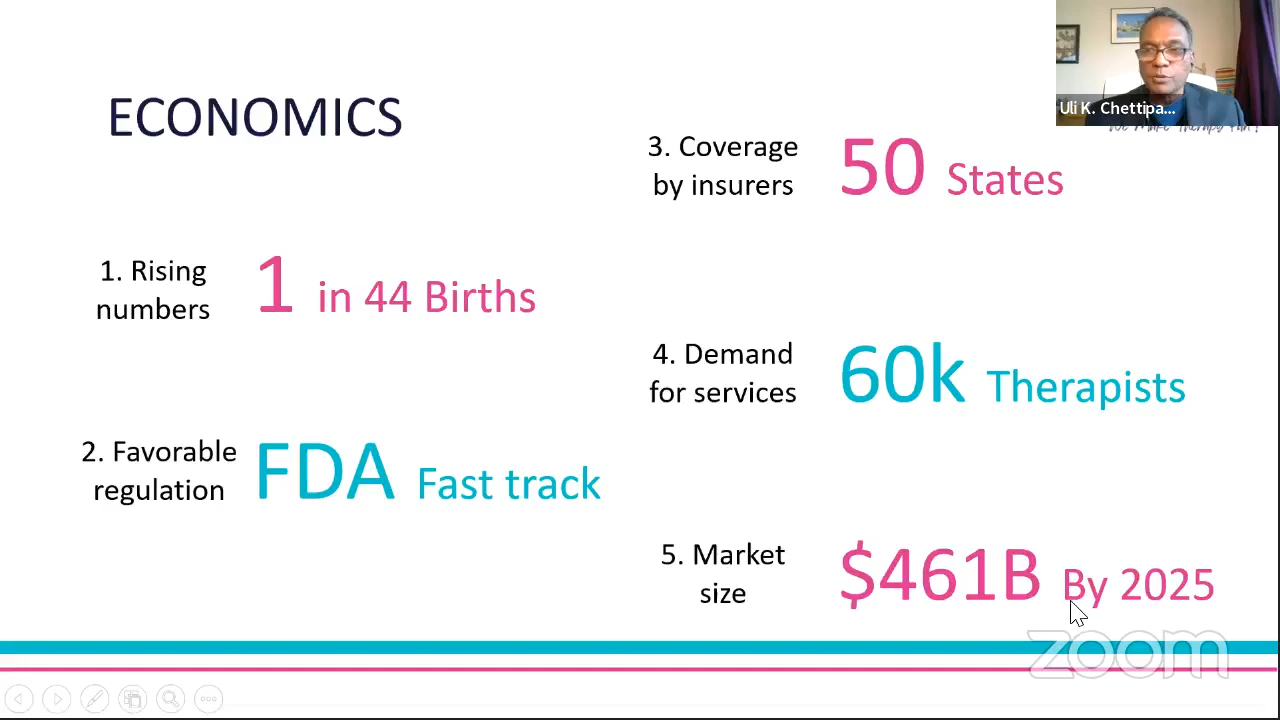 ECONOMICS
1. Rising
numbers
1 in 44 Births
2. Favorable
regulation
FDA Fast track
3. Coverage
by insurers
50 States
4. Demand
for services
60k Therapists
5. Market
size
$461B By 2025
Uli K. Chettipa...
zoom